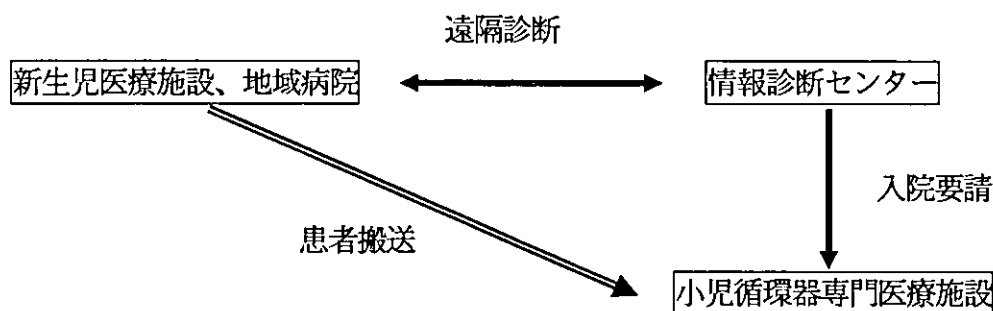 遠隔診断
新生児医療施設、地域病院
情報診断センター
入院要請
患者搬送
小児循環器専門医療施設